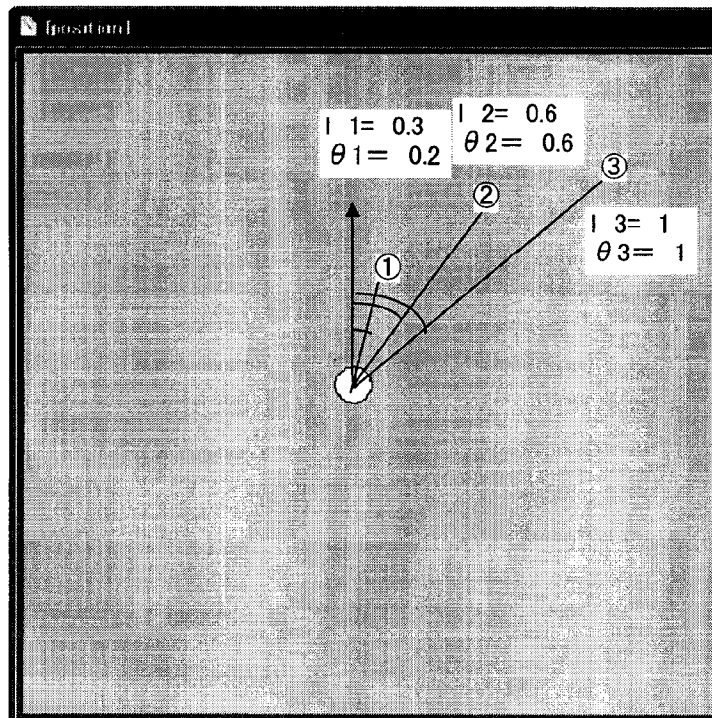 [position]
l 1= 0.3
θ1= 0.2
l 2= 0.6
θ2= 0.6
③
②
l 3= 1
θ3= 1
①